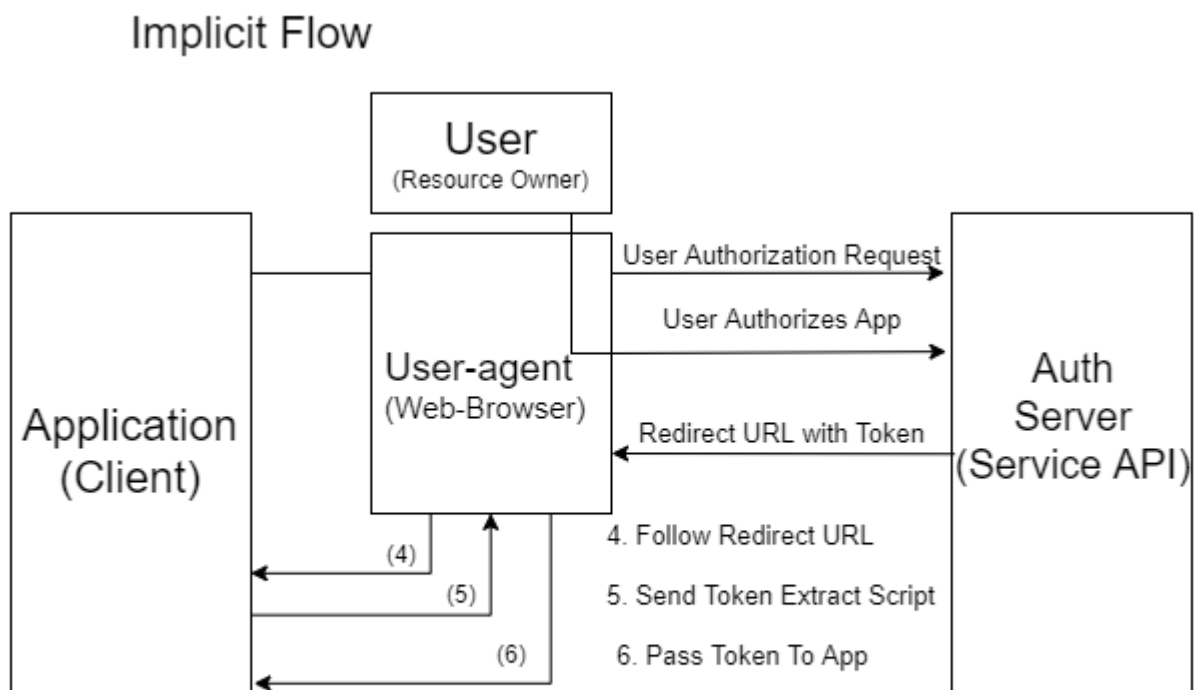 Implicit Flow
User
(Resource Owner)
User Authorization Request
User Authorizes App
User-agent
(Web-Browser)
Auth
Server
(Service API)
Application
(Client)
Redirect URL with Token
(4)
4. Follow Redirect URL
(5)
5. Send Token Extract Script
(6)
6. Pass Token To App